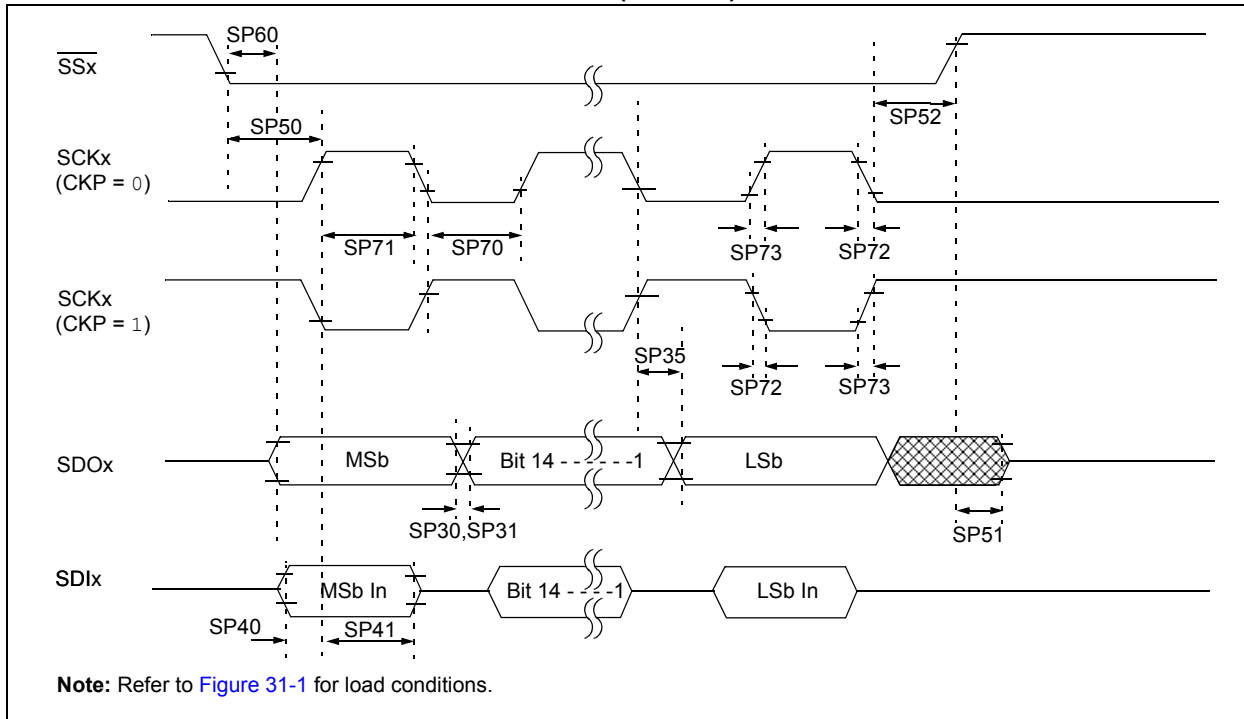 SP60
SSx
SP50
SP52
SCKx
(CKP = 0)
SP71
SP70
SP73
SP72
SCKx
(CKP = 1)
SP35
SP72
SP73
SDOx
MSb
Bit 14 - - - - - -1
LSb
SP30,SP31
SP51
SDIx
MSb In
Bit 14 - - - -1
LSb In
SP40
SP41
Note: Refer to Figure 31-1 for load conditions.